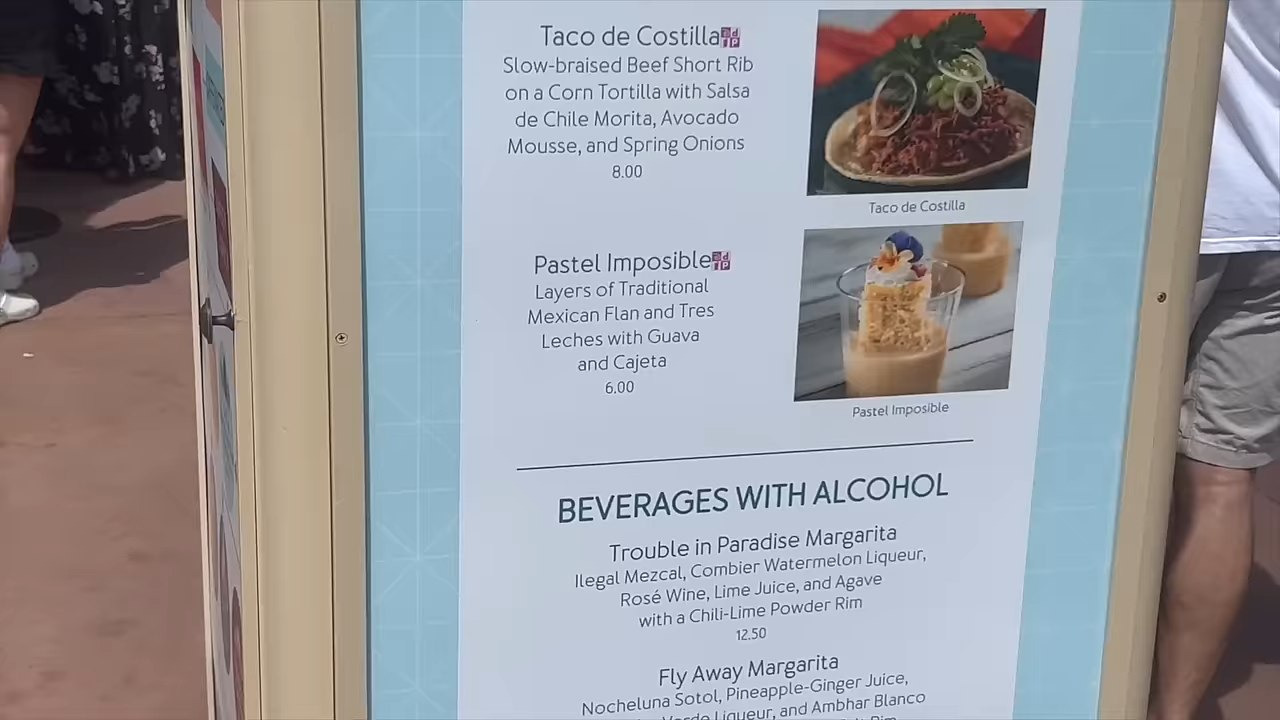 Taco de Costilla
Slow-braised Beef Short Rib
on a Corn Tortilla with Salsa
de Chile Morita, Avocado
Mousse, and Spring Onions
8.00
Taco de Costilla
Pastel Imposible
Layers of Traditional
Mexican Flan and Tres
Leches with Guava
and Cajeta
6.00
Pastel Imposible
BEVERAGES WITH ALCOHOL
Trouble in Paradise Margarita
Ilegal Mezcal, Combier Watermelon Liqueur,
Rosé Wine, Lime Juice, and Agave
with a Chili-Lime Powder Rim
12.50
Fly Away Margarita
Nocheluna Sotol, Pineapple-Ginger Juice,
Verde Liqueur, and Ambhar Blanco
Rim